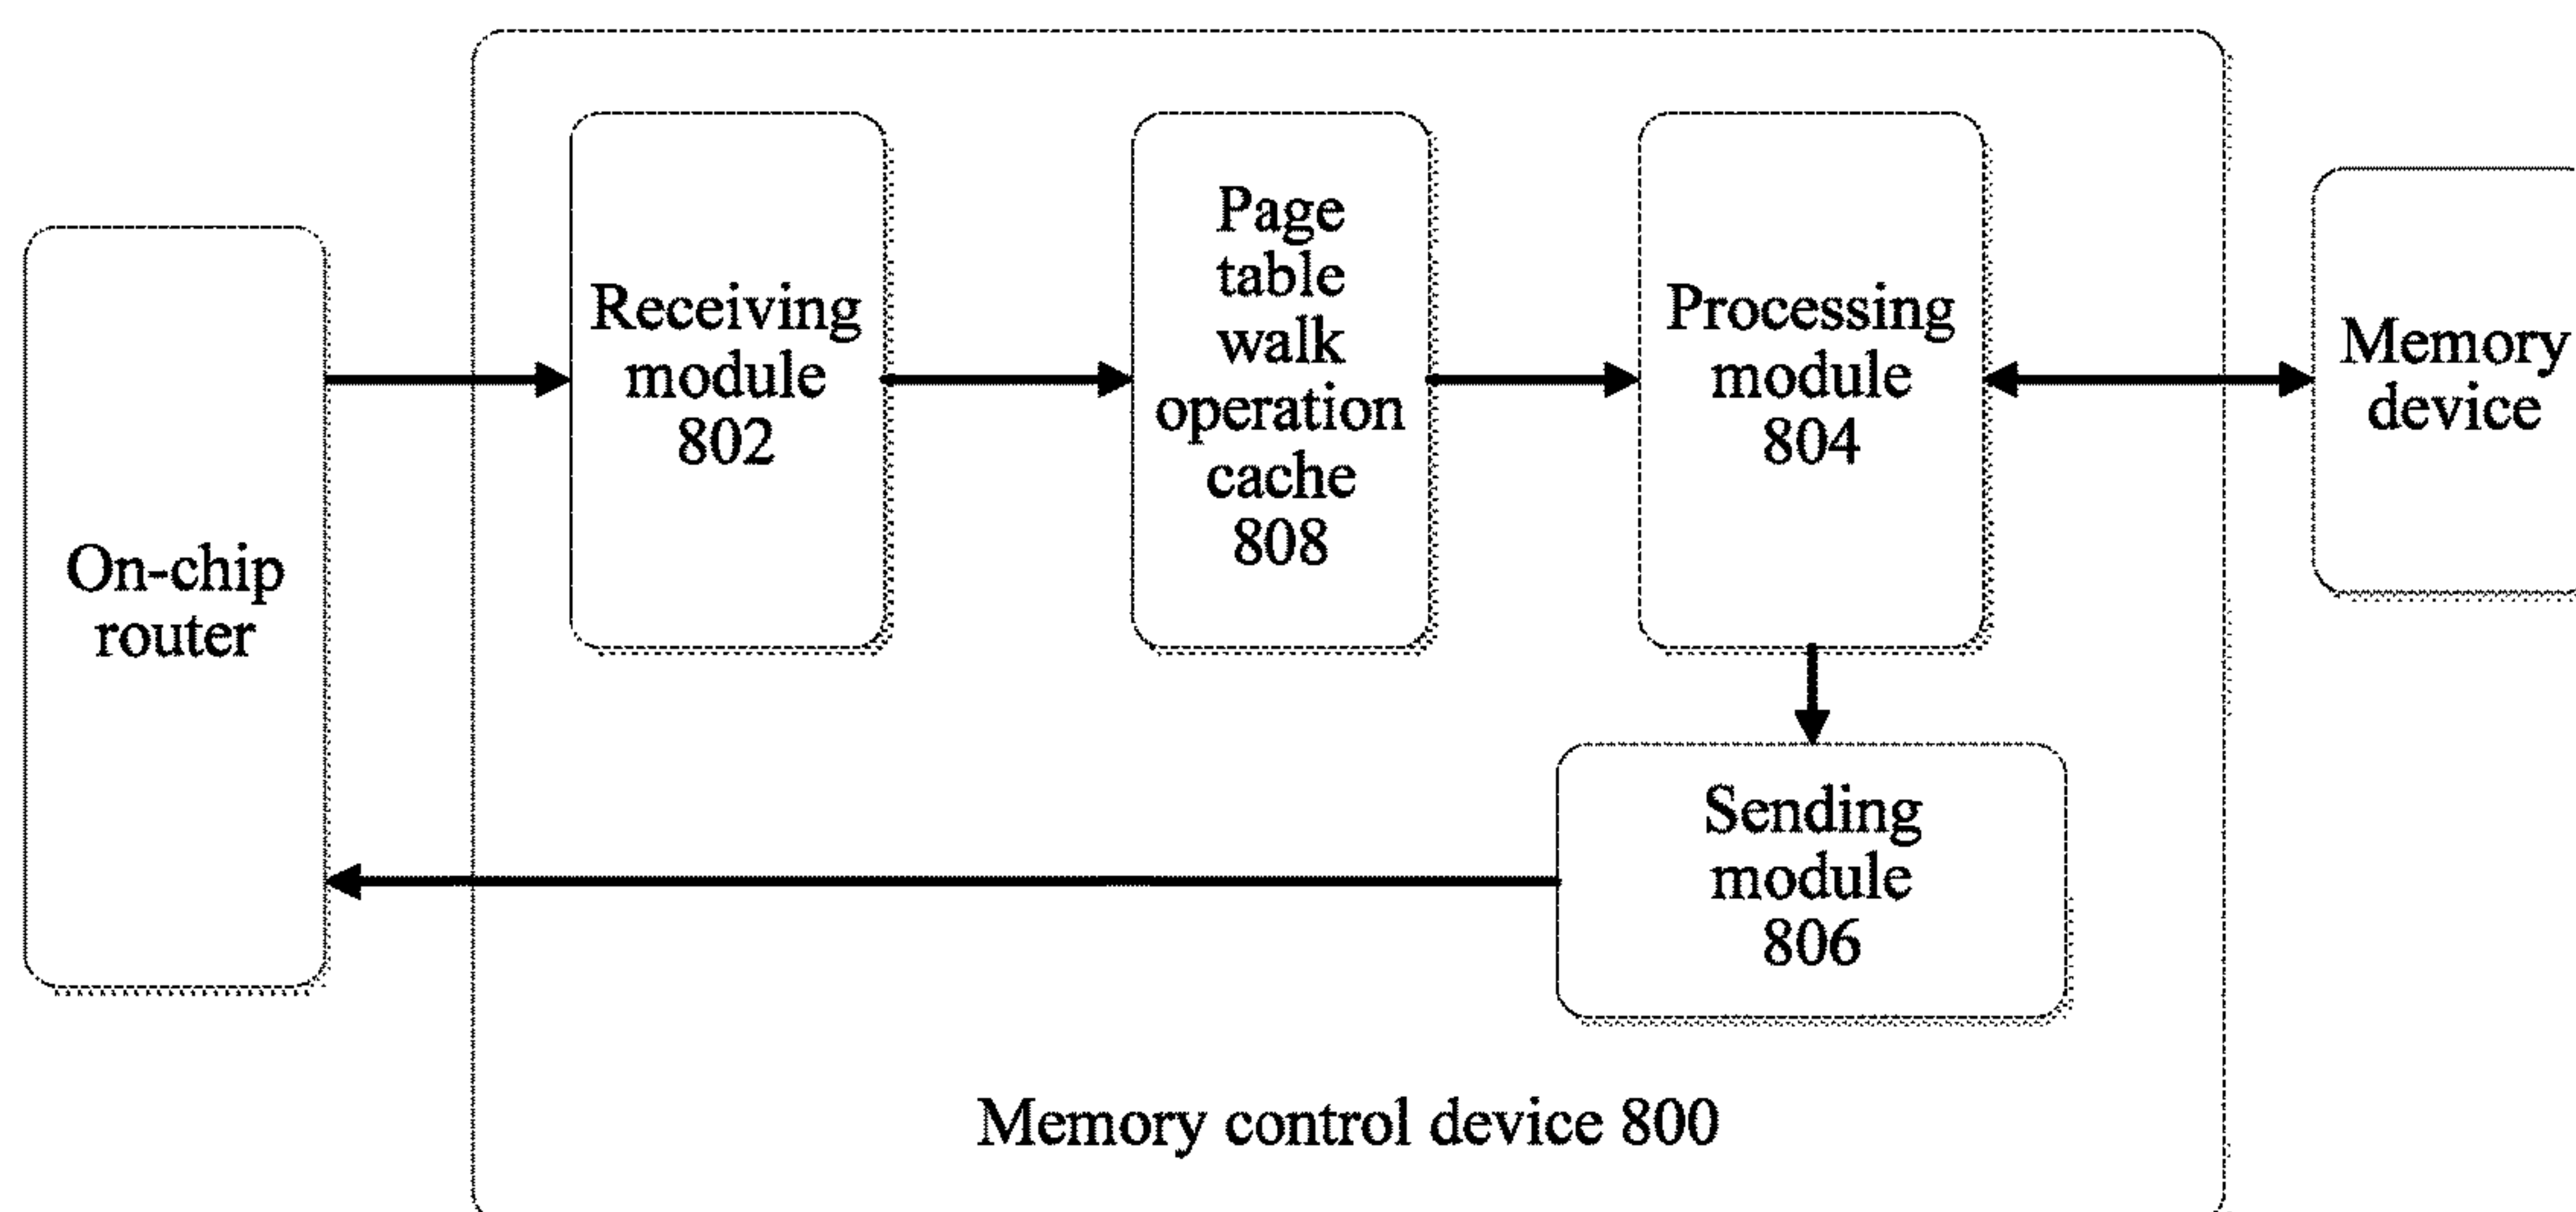 On-chip
router
Receiving
module
802
Page
table
walk
operation
cache
808
Processing
module
804
Memory
device
Sending
module
806
Memory control device 800